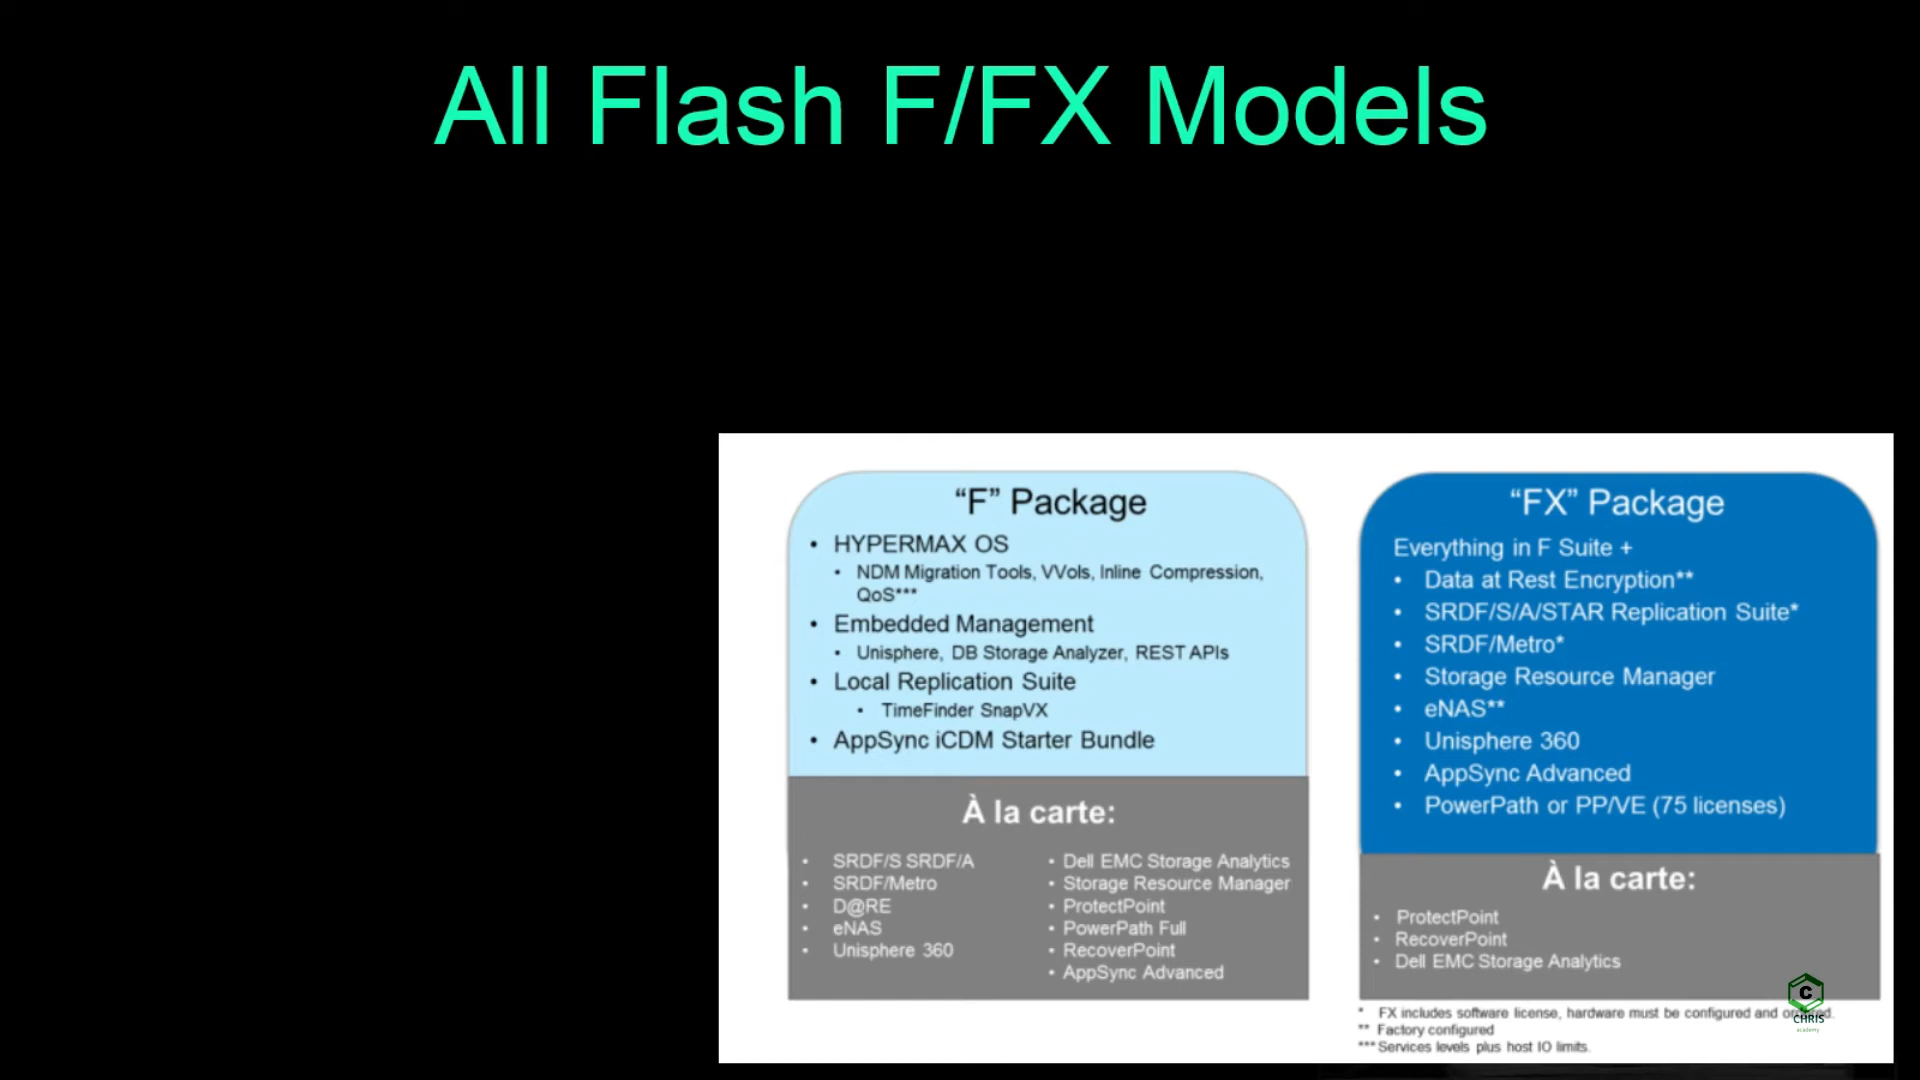 All Flash F/FX Models
“F” Package
• HYPERMAX OS
• NDM Migration Tools, VVols, Inline Compression,
QoS***
• Embedded Management
• Unisphere, DB Storage Analyzer, REST APIs
• Local Replication Suite
• TimeFinder SnapVX
• AppSync iCDM Starter Bundle
À la carte:
• SRDF/S SRDF/A
• SRDF/Metro
• D@RE
• eNAS
• Unisphere 360
• Dell EMC Storage Analytics
• Storage Resource Manager
• ProtectPoint
• PowerPath Full
• RecoverPoint
• AppSync Advanced
“FX” Package
Everything in F Suite +
• Data at Rest Encryption**
• SRDF/S/A/STAR Replication Suite*
• SRDF/Metro*
• Storage Resource Manager
• eNAS**
• Unisphere 360
• AppSync Advanced
• PowerPath or PP/VE (75 licenses)
À la carte:
• ProtectPoint
• RecoverPoint
• Dell EMC Storage Analytics
* FX includes software license, hardware must be configured and ordered.
** Factory configured
*** Services levels plus host IO limits.
C
CHRIS
academy